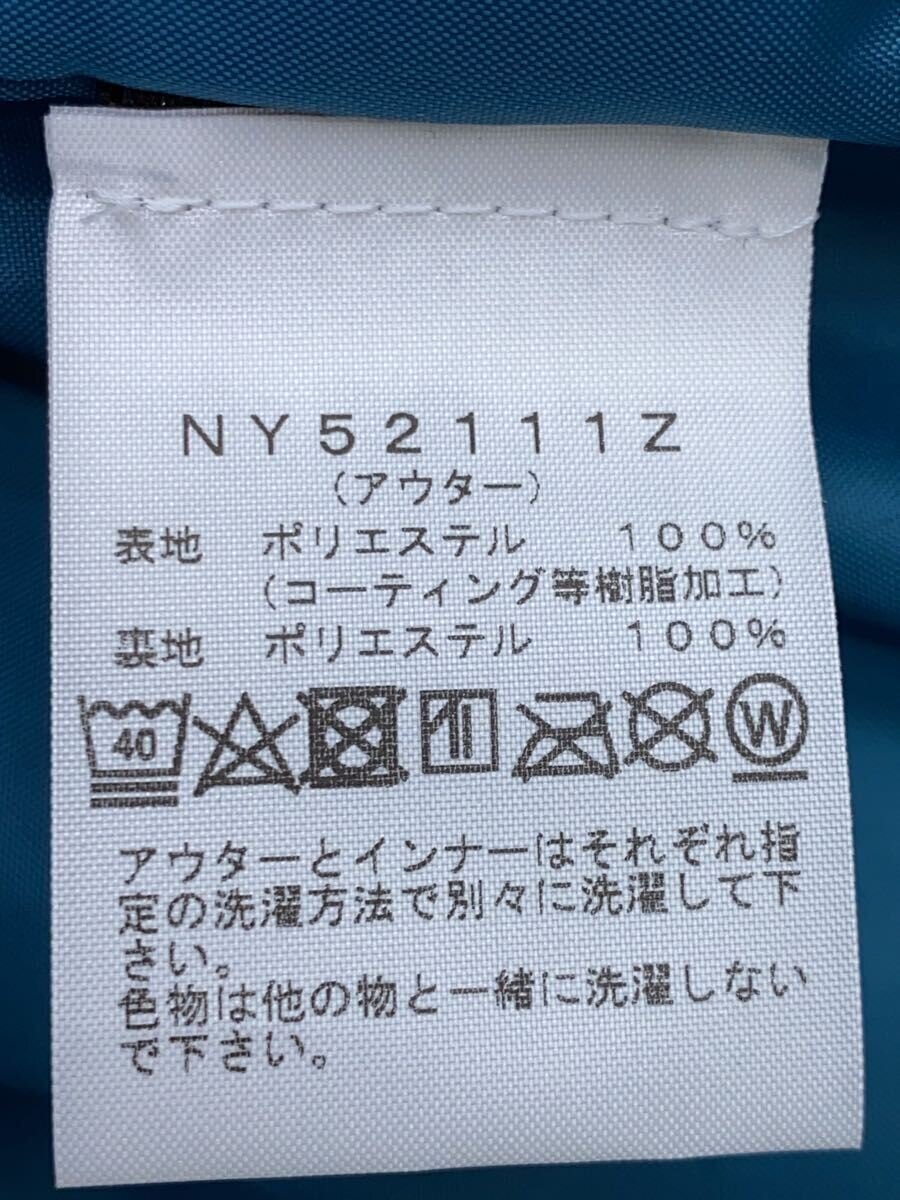 NY52111Z
(アウター)
表地 ポリエステル 100%
(コーティング等樹脂加工)
裏地 ポリエステル 100%
40 W
アウターとインナーはそれぞれ指
定の洗濯方法で別々に洗濯して下
さい。
色物は他の物と一緒に洗濯しない
で下さい。